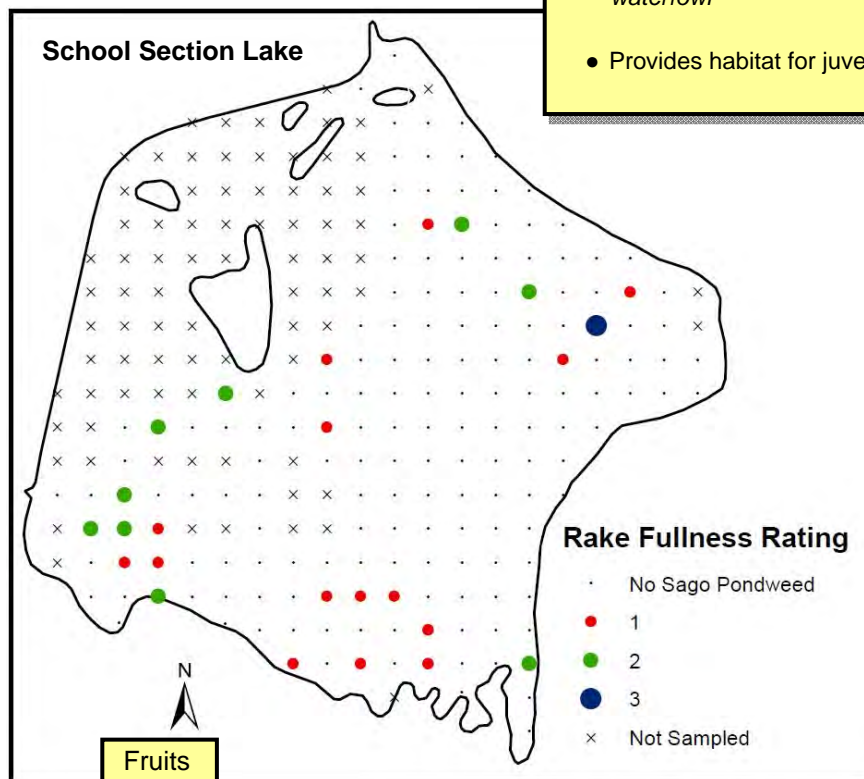 waterfowl
● Provides habitat for juve
School Section Lake
Rake Fullness Rating
No Sago Pondweed
1
2
3
Not Sampled
N
Fruits